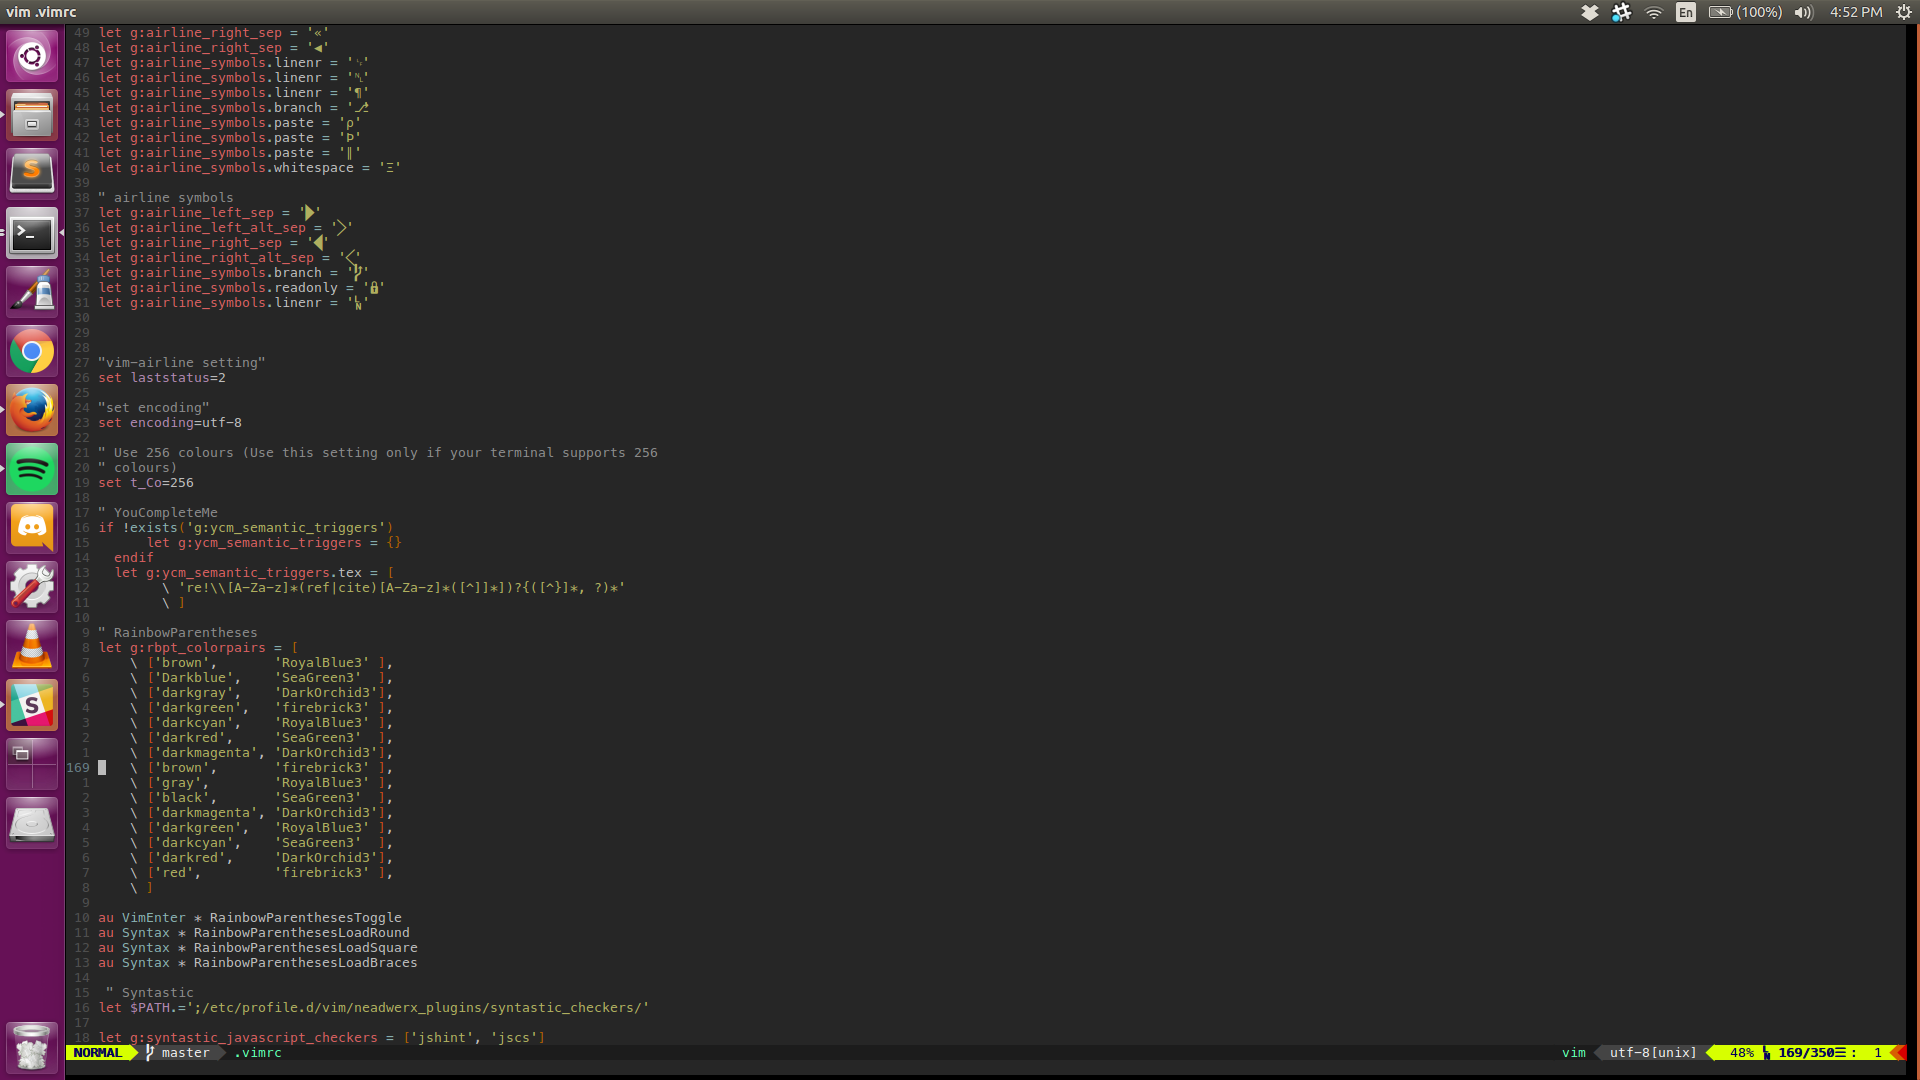 vim .vimrc
En (100%) 4:52 PM
49 let g:airline_right_sep = '«'
48 let g:airline_right_sep = '◀'
47 let g:airline_symbols.linenr = '␊'
46 let g:airline_symbols.linenr = '␤'
45 let g:airline_symbols.linenr = '¶'
44 let g:airline_symbols.branch = '⎇
43 let g:airline_symbols.paste = 'ρ'
42 let g:airline_symbols.paste = 'Þ'
41 let g:airline_symbols.paste = '∥'
40 let g:airline_symbols.whitespace = 'Ξ'
39
38 " airline symbols
37 let g:airline_left_sep = ''
36 let g:airline_left_alt_sep = ''
35 let g:airline_right_sep = ''
34 let g:airline_right_alt_sep = ''
33 let g:airline_symbols.branch = ''
32 let g:airline_symbols.readonly = ''
31 let g:airline_symbols.linenr = ''
30
29
28
27 "vim-airline setting"
26 set laststatus=2
25
24 "set encoding"
23 set encoding=utf-8
22
21 " Use 256 colours (Use this setting only if your terminal supports 256
20 " colours)
19 set t_Co=256
18
17 " YouCompleteMe
16 if !exists('g:ycm_semantic_triggers')
15       let g:ycm_semantic_triggers = {}
14   endif
13   let g:ycm_semantic_triggers.tex = [
12         \ 're!\\[A-Za-z]*(ref|cite)[A-Za-z]*([^]]*])?{([^}]*, ?)*'
11         \ ]
10
9 " RainbowParentheses
8 let g:rbpt_colorpairs = [
7     \ ['brown',       'RoyalBlue3' ],
6     \ ['Darkblue',    'SeaGreen3'  ],
5     \ ['darkgray',    'DarkOrchid3'],
4     \ ['darkgreen',   'firebrick3' ],
3     \ ['darkcyan',    'RoyalBlue3' ],
2     \ ['darkred',     'SeaGreen3'  ],
1     \ ['darkmagenta', 'DarkOrchid3'],
169     \ ['brown',       'firebrick3' ],
1     \ ['gray',        'RoyalBlue3' ],
2     \ ['black',       'SeaGreen3'  ],
3     \ ['darkmagenta', 'DarkOrchid3'],
4     \ ['darkgreen',   'RoyalBlue3' ],
5     \ ['darkcyan',    'SeaGreen3'  ],
6     \ ['darkred',     'DarkOrchid3'],
7     \ ['red',         'firebrick3' ],
8     \ ]
9
10 au VimEnter * RainbowParenthesesToggle
11 au Syntax * RainbowParenthesesLoadRound
12 au Syntax * RainbowParenthesesLoadSquare
13 au Syntax * RainbowParenthesesLoadBraces
14
15  " Syntastic
16 let $PATH.=';/etc/profile.d/vim/neadwerx_plugins/syntastic_checkers/'
17
18 let g:syntastic_javascript_checkers = ['jshint', 'jscs']
NORMAL master .vimrc vim utf-8[unix] 48% 169/350☰ : 1